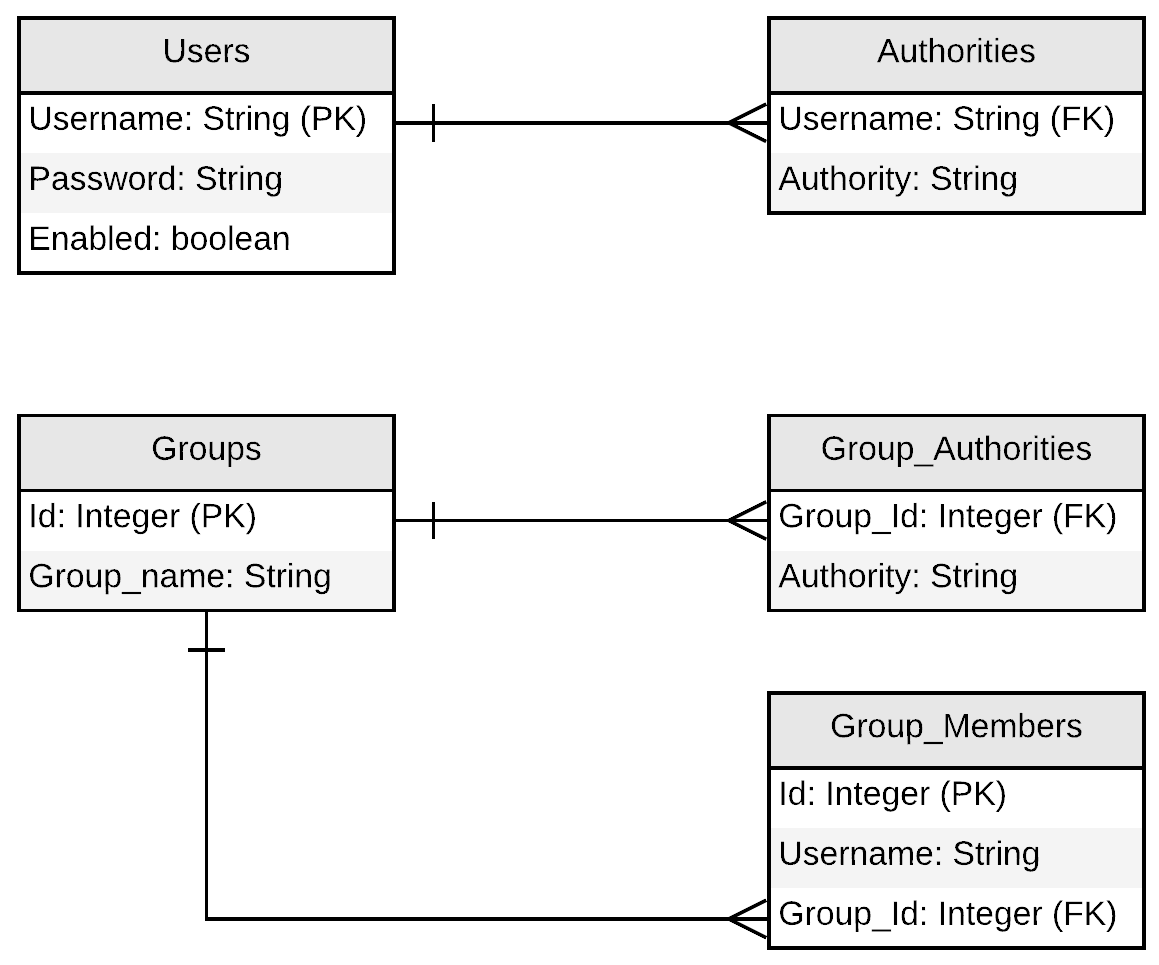 Users
Username: String (PK)
Password: String
Enabled: boolean
Authorities
Username: String (FK)
Authority: String
Groups
Id: Integer (PK)
Group_name: String
Group_Authorities
Group_Id: Integer (FK)
Authority: String
Group_Members
Id: Integer (PK)
Username: String
Group_Id: Integer (FK)